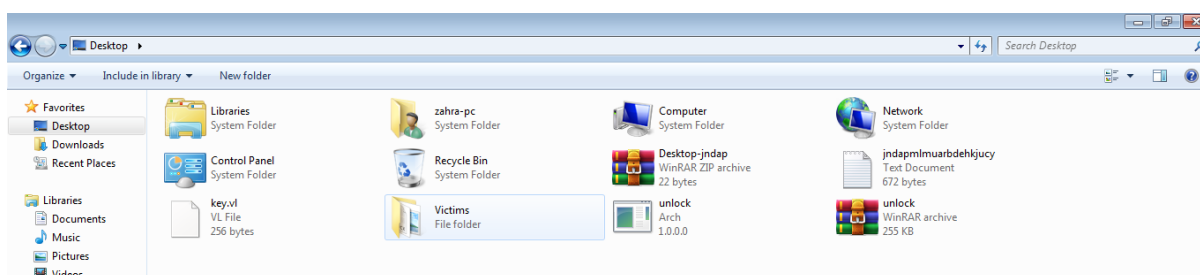 Desktop
Search Desktop
Organize
Include in library
New folder
Favorites
Desktop
Downloads
Recent Places
Libraries
Documents
Music
Pictures
Videos
Libraries
System Folder
zahra-pc
System Folder
Computer
System Folder
Network
System Folder
Control Panel
System Folder
Recycle Bin
System Folder
Desktop-jndap
WinRAR ZIP archive
22 bytes
jndapmlmuarbdehkjucy
Text Document
672 bytes
key.vl
VL File
256 bytes
Victims
File folder
unlock
Arch
1.0.0.0
unlock
WinRAR archive
255 KB